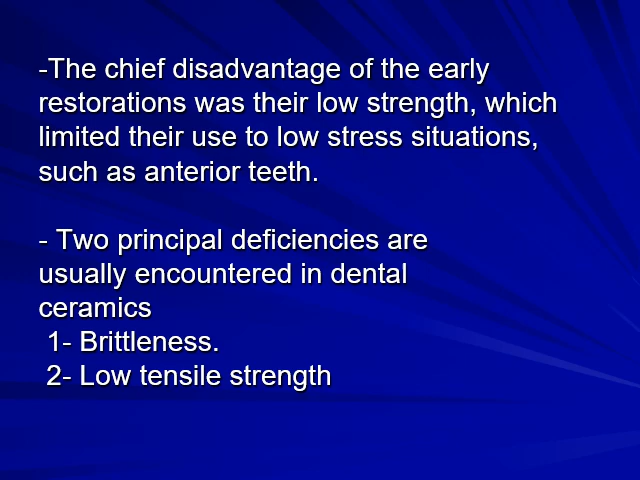 -The chief disadvantage of the early
restorations was their low strength, which
limited their use to low stress situations,
such as anterior teeth.
- Two principal deficiencies are
usually encountered in dental
ceramics
1- Brittleness.
2- Low tensile strength